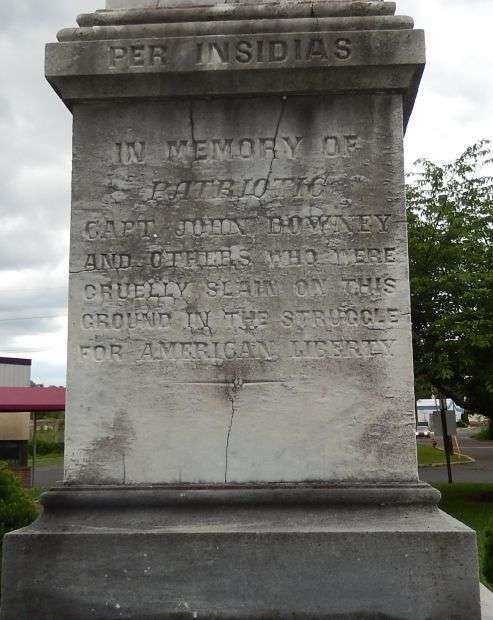 PER INSIDIAS
IN MEMORY OF
PATRIOTIC
CAPT. JOHN DOWNEY
AND OTHERS WHO WERE
CRUELLY SLAIN ON THIS
GROUND IN THE STRUGGLE
FOR AMERICAN LIBERTY.